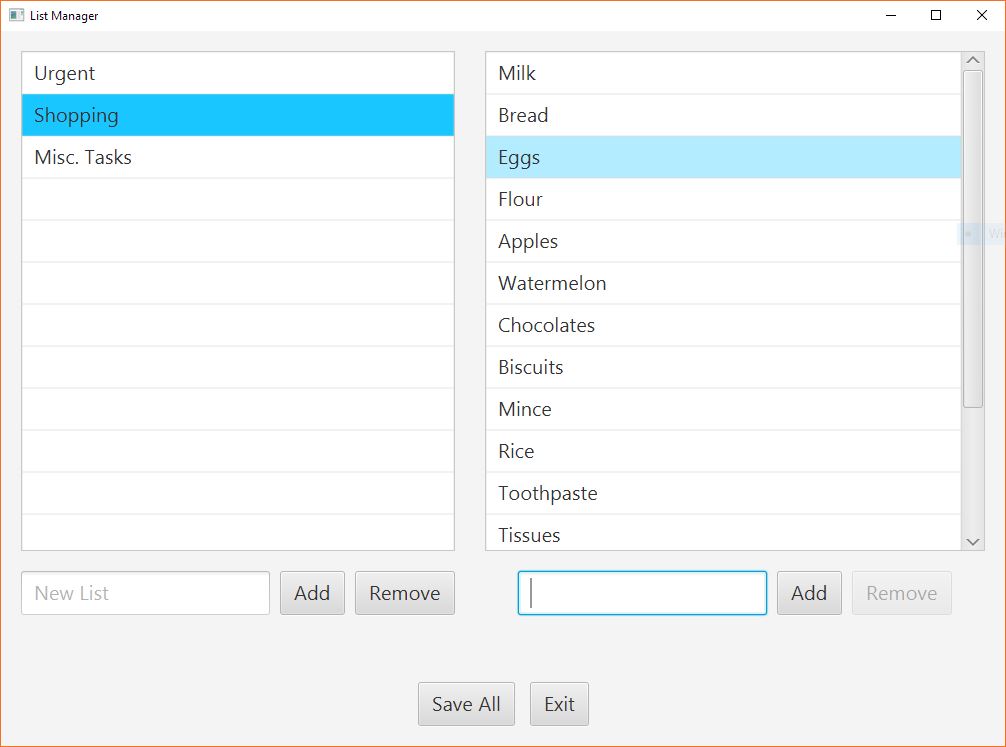 List Manager
Urgent
Shopping
Misc. Tasks
Milk
Bread
Eggs
Flour
Apples
Watermelon
Chocolates
Biscuits
Mince
Rice
Toothpaste
Tissues
New List
Add
Remove
Add
Remove
Save All
Exit